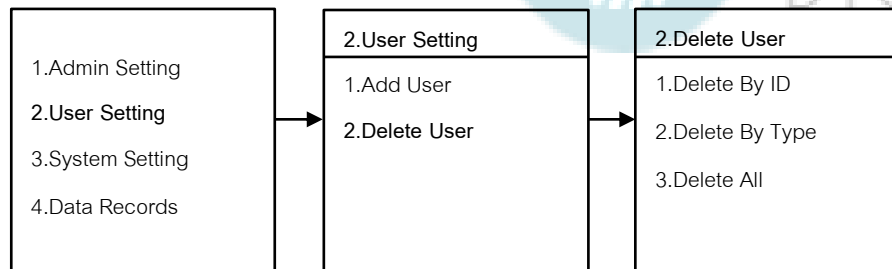 1.Admin Setting
2.User Setting
3.System Setting
4.Data Records
2.User Setting
1.Add User
2.Delete User
2.Delete User
1.Delete By ID
2.Delete By Type
3.Delete All